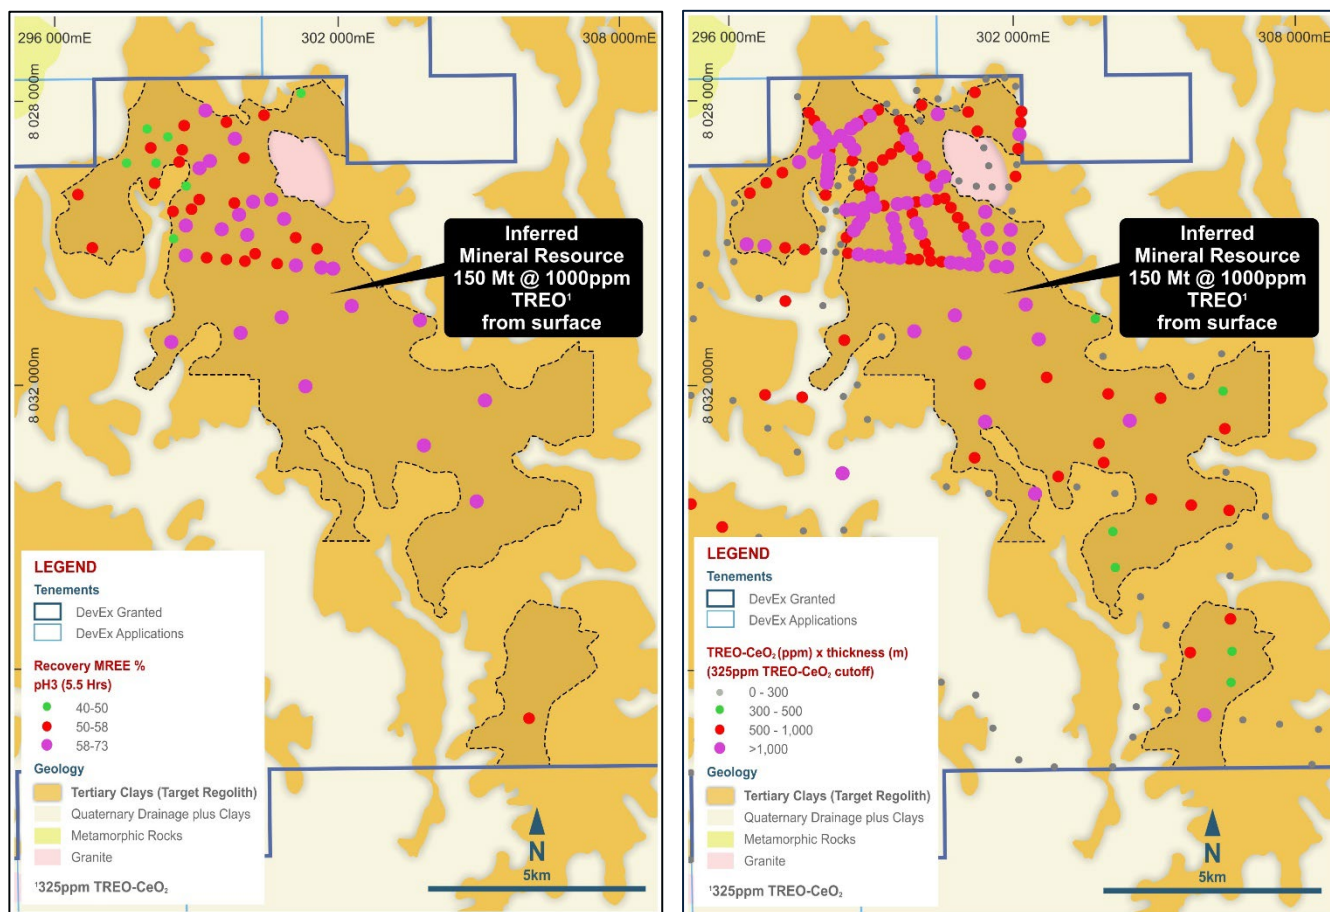 296 000mE
302 000mE
308 000mE
8 028 000m
8 032 000m
Inferred
Mineral Resource
150 Mt @ 1000ppm
TREO¹
from surface
LEGEND
Tenements
DevEx Granted
DevEx Applications
Recovery MREE %
pH3 (5.5 Hrs)
40-50
50-58
58-73
Geology
Tertiary Clays (Target Regolith)
Quaternary Drainage plus Clays
Metamorphic Rocks
Granite
¹325ppm TREO-CeO₂
N
5km
296 000mE
302 000mE
308 000mE
8 028 000m
8 032 000m
Inferred
Mineral Resource
150 Mt @ 1000ppm
TREO¹
from surface
LEGEND
Tenements
DevEx Granted
DevEx Applications
TREO-CeO₂ (ppm) x thickness (m)
(325ppm TREO-CeO₂ cutoff)
0 - 300
300 - 500
500 - 1,000
>1,000
Geology
Tertiary Clays (Target Regolith)
Quaternary Drainage plus Clays
Metamorphic Rocks
Granite
¹325ppm TREO-CeO₂
N
5km